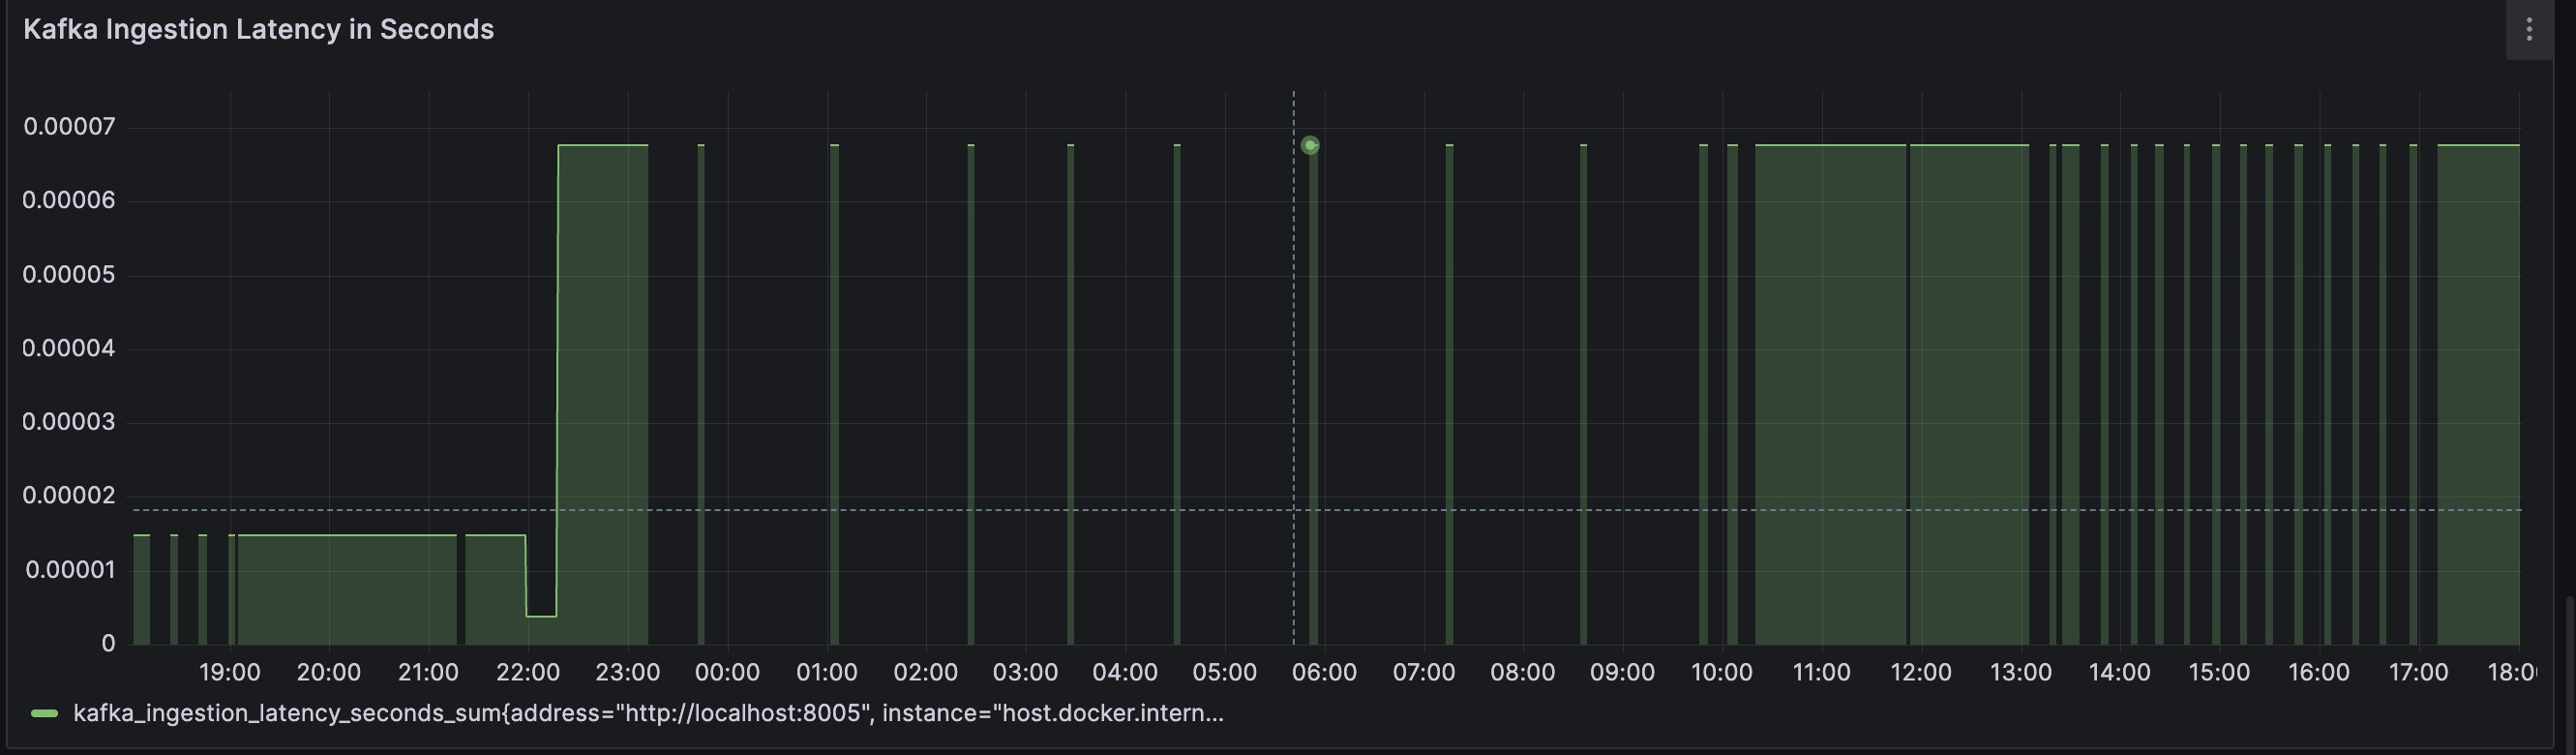 Kafka Ingestion Latency in Seconds
0.00007
0.00006
0.00005
0.00004
0.00003
0.00002
0.00001
0
19:00 20:00 21:00 22:00 23:00 00:00 01:00 02:00 03:00 04:00 05:00 06:00 07:00 08:00 09:00 10:00 11:00 12:00 13:00 14:00 15:00 16:00 17:00 18:0
kafka_ingestion_latency_seconds_sum{address="http://localhost:8005", instance="host.docker.intern...